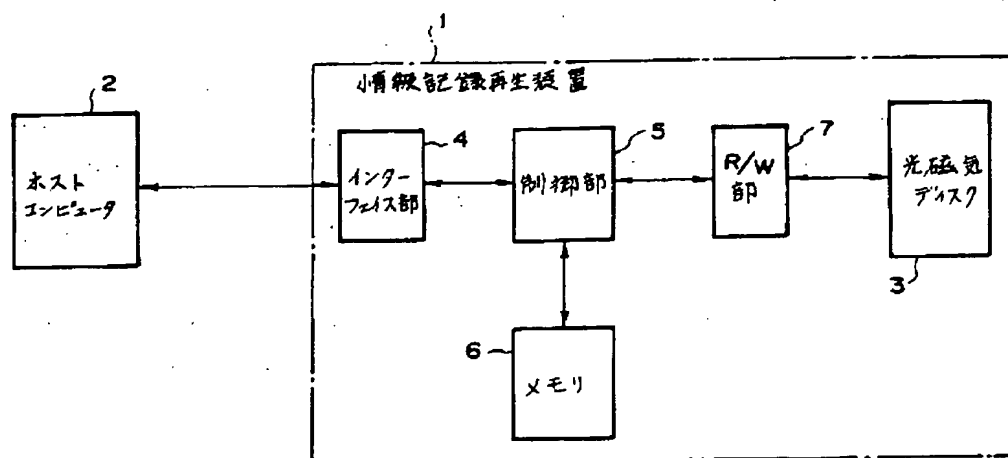 1
情報記録再生装置
2
ホスト
コンピュータ
4
インター
フェイス部
5
制御部
7
R/W
部
光磁気
ディスク
3
6
メモリ